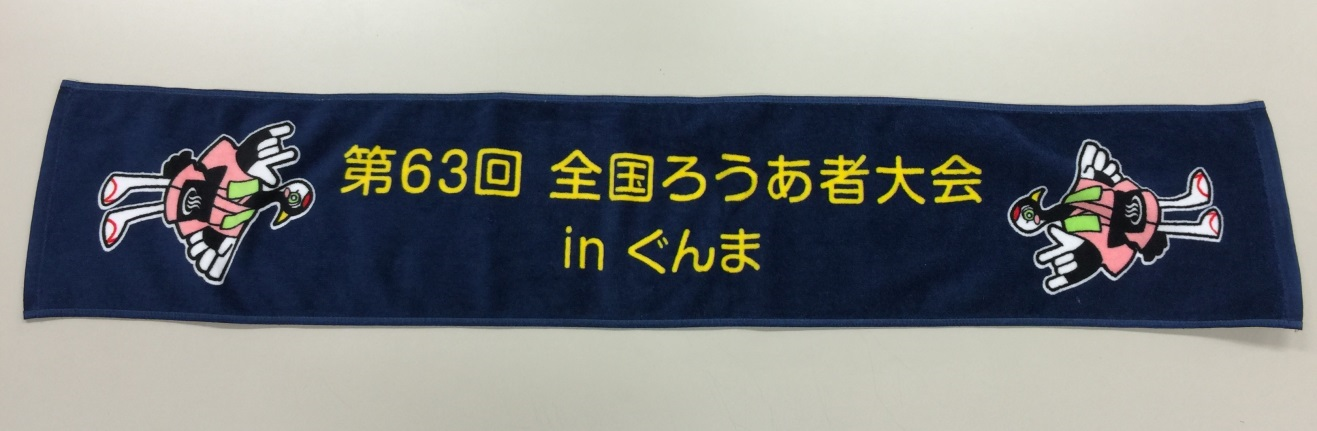 第63回 全国ろうあ者大会
in ぐんま